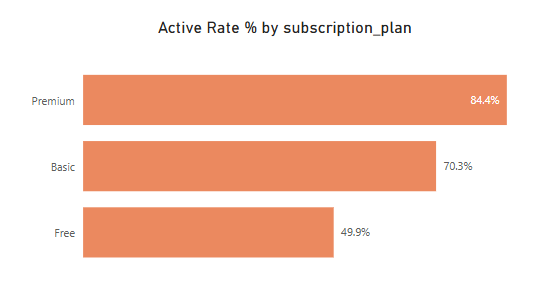 Active Rate % by subscription_plan
Premium 84.4%
Basic 70.3%
Free 49.9%